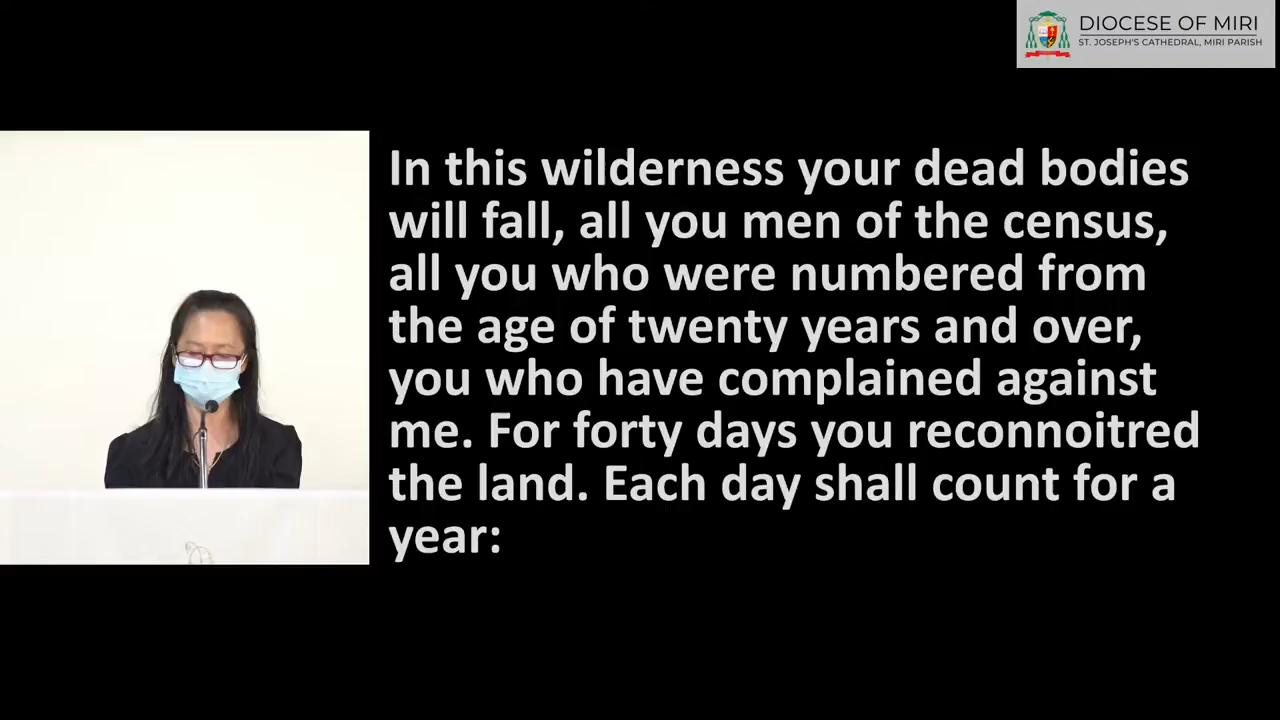 DIOCESE OF MIRI
ST. JOSEPH'S CATHEDRAL, MIRI PARISH
In this wilderness your dead bodies
will fall, all you men of the census,
all you who were numbered from
the age of twenty years and over,
you who have complained against
me. For forty days you reconnoitred
the land. Each day shall count for a
year: